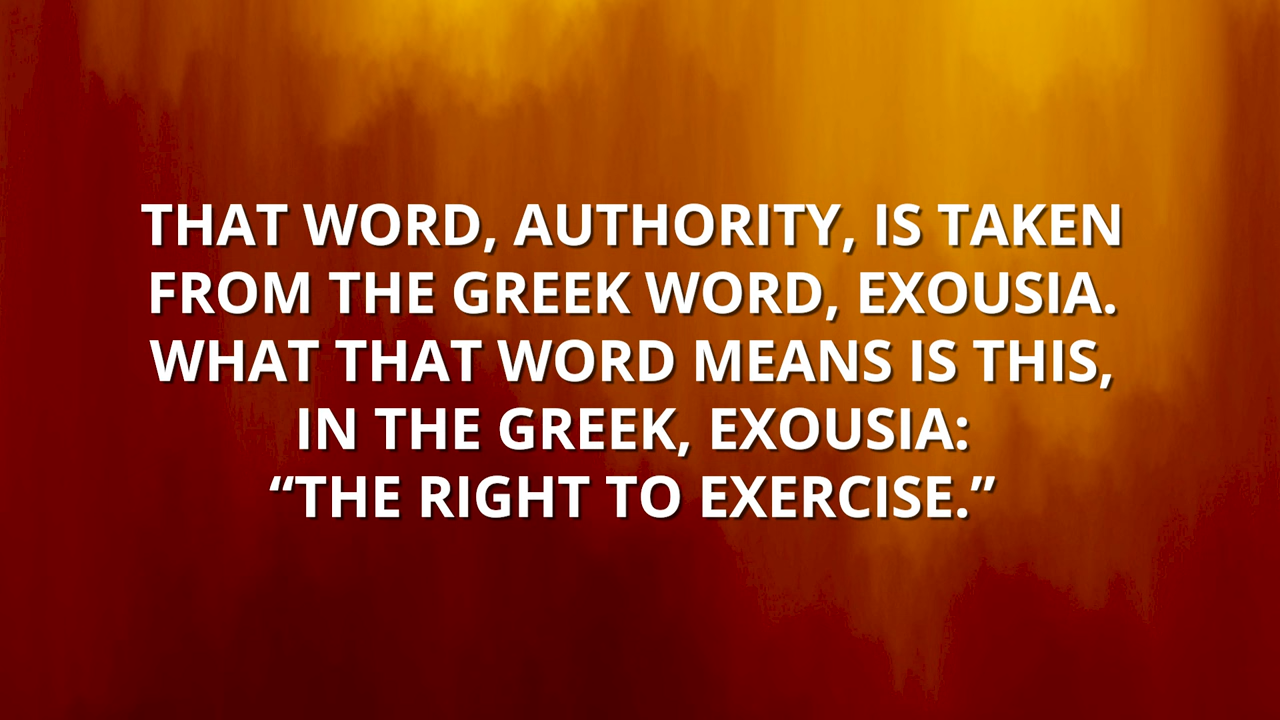 THAT WORD, AUTHORITY, IS TAKEN
FROM THE GREEK WORD, EXOUSIA.
WHAT THAT WORD MEANS IS THIS,
IN THE GREEK, EXOUSIA:
“THE RIGHT TO EXERCISE.”